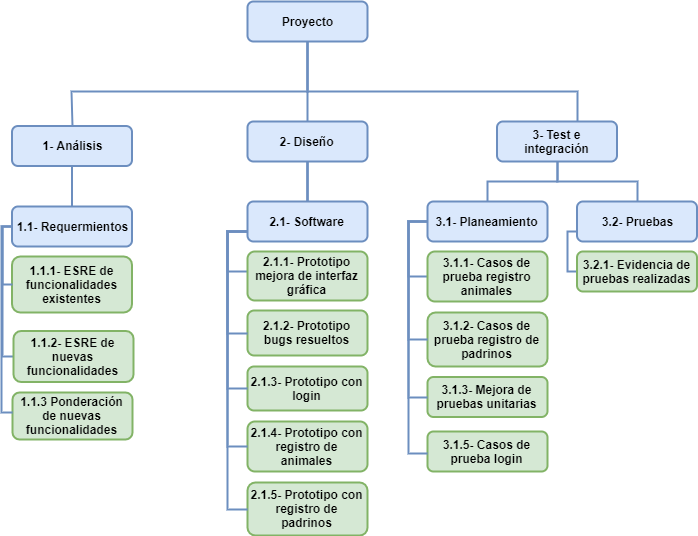 Proyecto
1- Análisis
2- Diseño
3- Test e
integración
1.1- Requermientos
2.1- Software
3.1- Planeamiento
3.2- Pruebas
1.1.1- ESRE de
funcionalidades
existentes
1.1.2- ESRE de
nuevas
funcionalidades
1.1.3 Ponderación
de nuevas
funcionalidades
2.1.1- Prototipo
mejora de interfaz
gráfica
2.1.2- Prototipo
bugs resueltos
2.1.3- Prototipo con
login
2.1.4- Prototipo con
registro de
animales
2.1.5- Prototipo con
registro de
padrinos
3.1.1- Casos de
prueba registro
animales
3.1.2- Casos de
prueba registro de
padrinos
3.1.3- Mejora de
pruebas unitarias
3.1.5- Casos de
prueba login
3.2.1- Evidencia de
pruebas realizadas